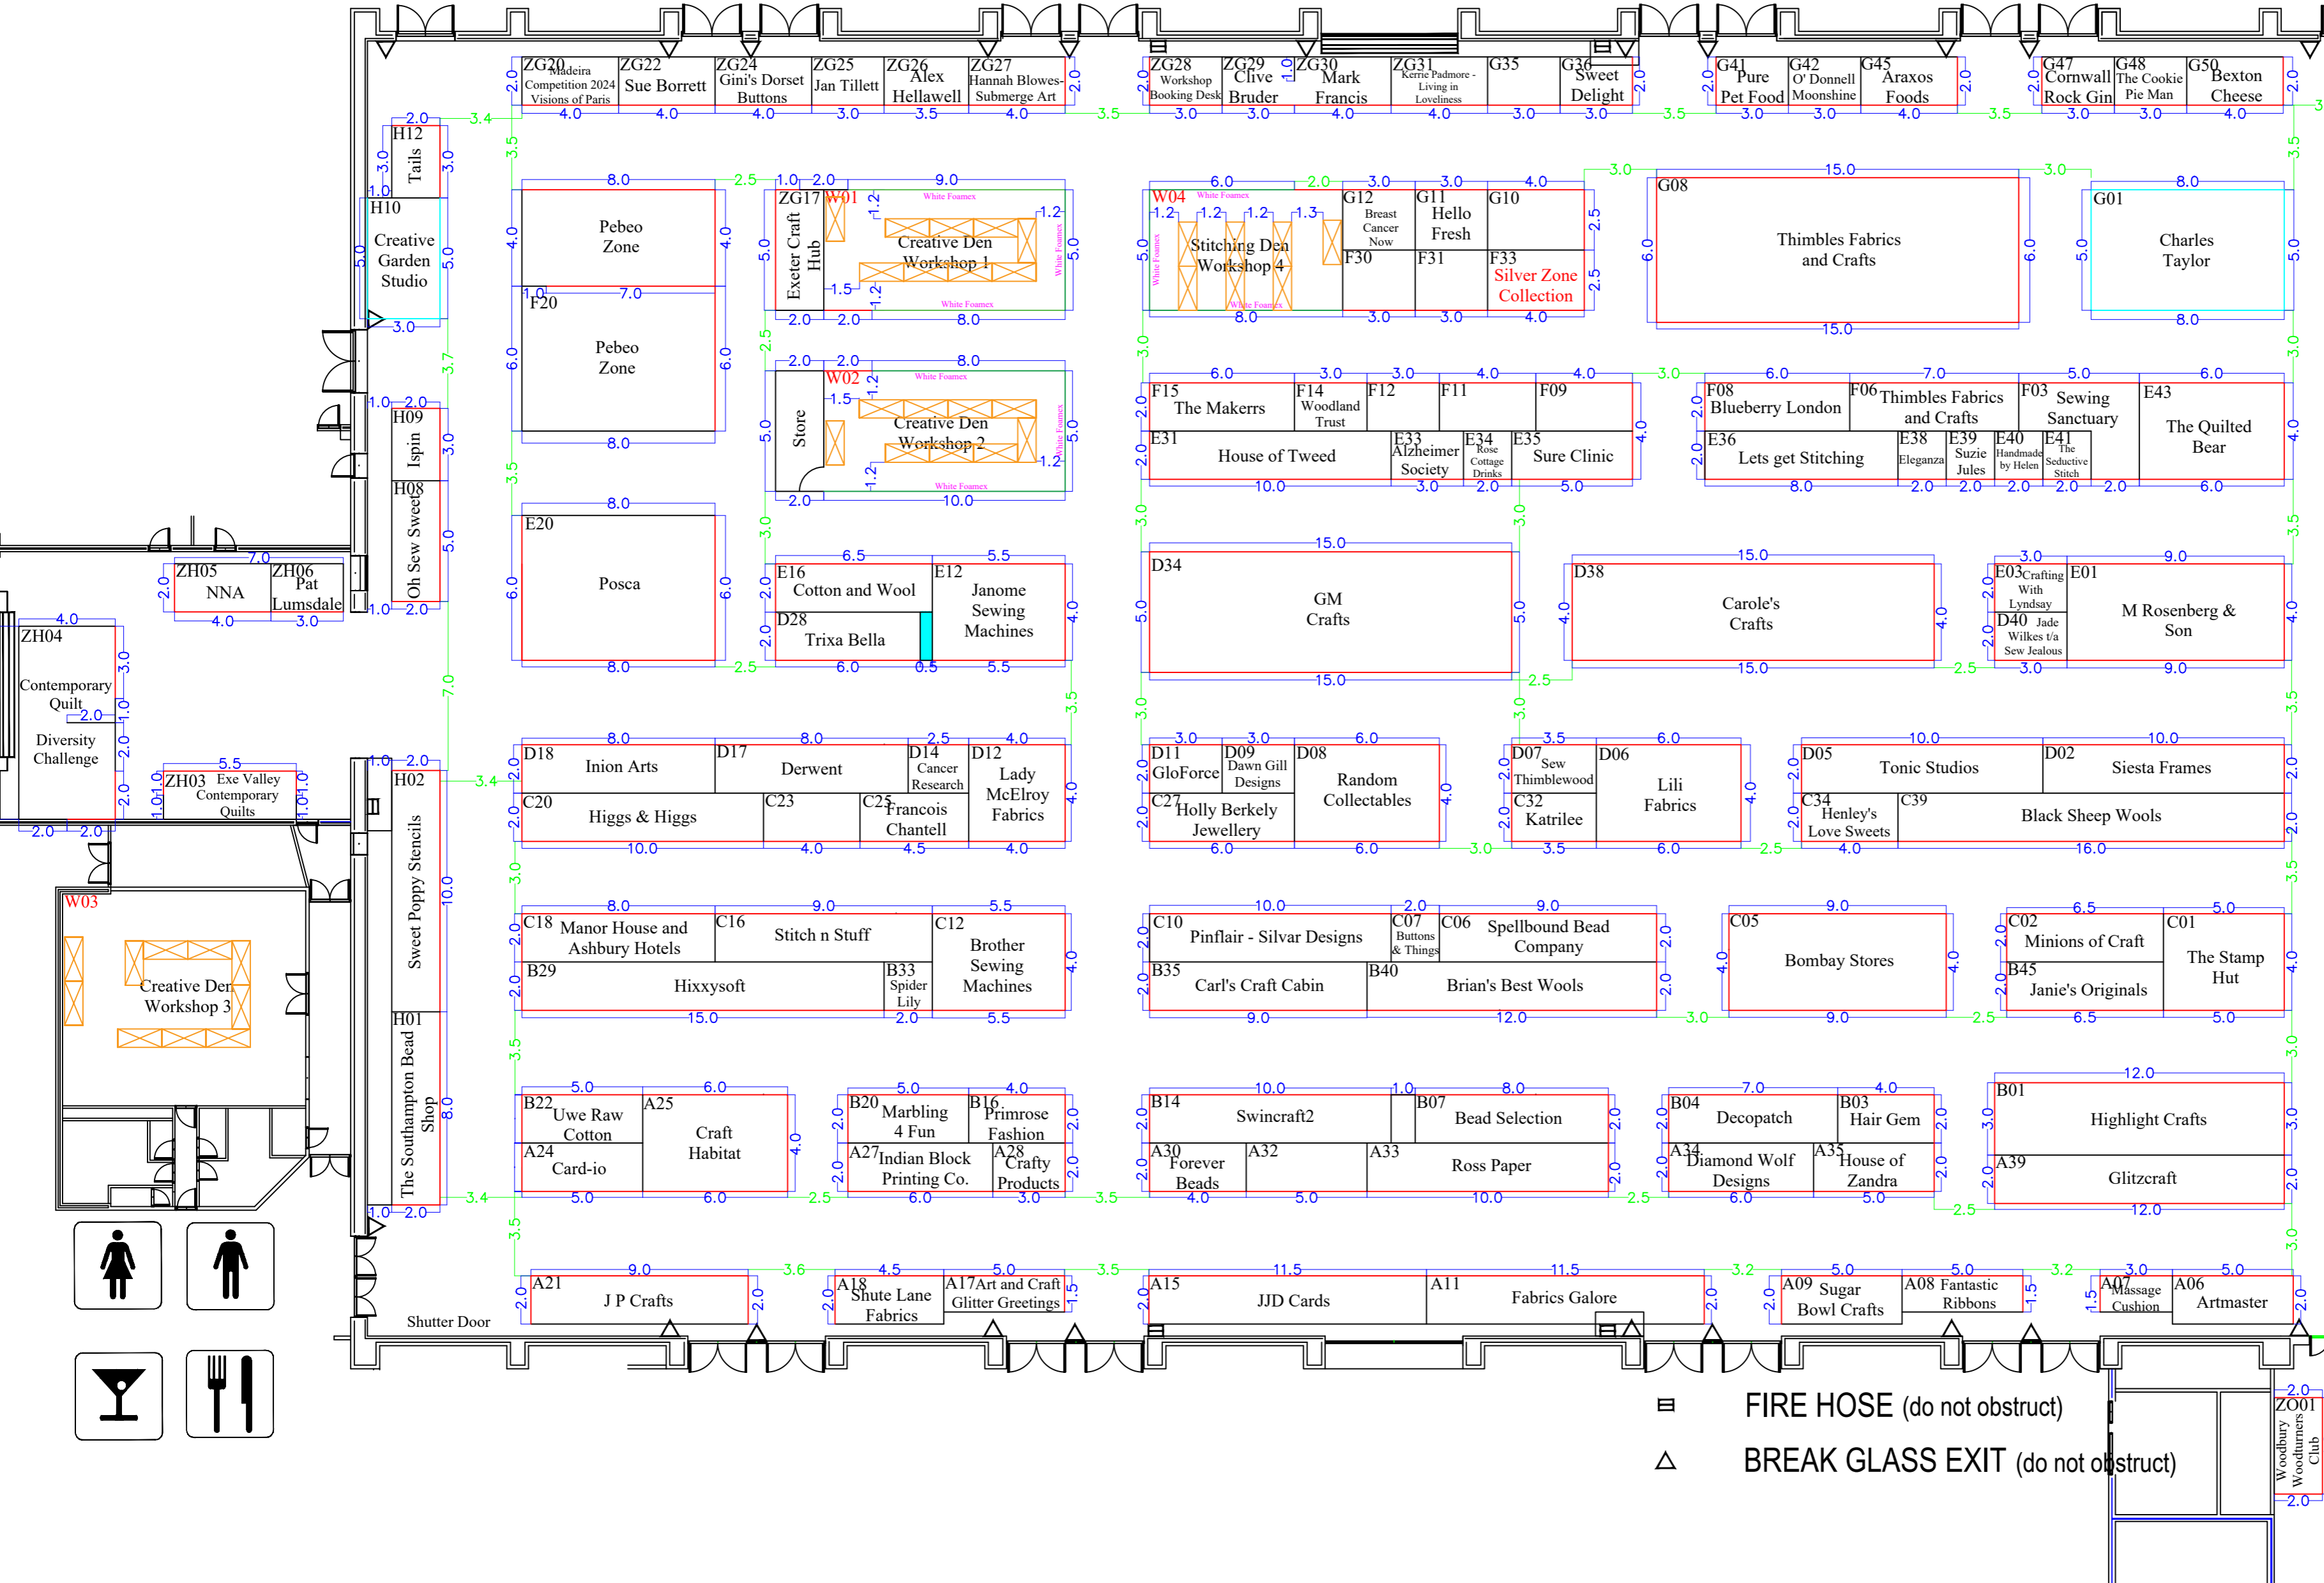 ZG20
Madeira
Competition 2024
Visions of Paris
ZG22
Sue Borrett
ZG24
Gini's Dorset
Buttons
ZG25
Jan Tillett
ZG26
Alex
Hellawell
ZG27
Hannah Blowes-
Submerge Art
ZG28
Workshop
Booking Desk
ZG29
Clive
Bruder
ZG30
Mark
Francis
ZG31
Kerrie Padmore -
Living in
Loveliness
G35
G36
Sweet
Delight
G41
Pure
Pet Food
G42
O' Donnell
Moonshine
G45
Araxos
Foods
G47
Cornwall
Rock Gin
G48
The Cookie
Pie Man
G50
Bexton
Cheese
H12
Tails
H10
Creative
Garden
Studio
Pebeo
Zone
F20
Pebeo
Zone
ZG17
Exeter Craft
Hub
W01
White Foamex
Creative Den
Workshop 1
White Foamex
White Foamex
W04
White Foamex
White Foamex
Stitching Den
Workshop 4
White Foamex
G12
Breast
Cancer
Now
G11
Hello
Fresh
G10
F30
F31
F33
Silver Zone
Collection
G08
Thimbles Fabrics
and Crafts
G01
Charles
Taylor
H09
Ispin
H08
Oh Sew Sweet
Store
W02
White Foamex
Creative Den
Workshop 2
White Foamex
White Foamex
F15
The Makerrs
F14
Woodland
Trust
F12
F11
F09
E31
House of Tweed
E33
Alzheimer
Society
E34
Rose
Cottage
Drinks
E35
Sure Clinic
F08
Blueberry London
F06
Thimbles Fabrics
and Crafts
F03
Sewing
Sanctuary
E43
The Quilted
Bear
E36
Lets get Stitching
E38
Eleganza
E39
Suzie
Jules
E40
Handmade
by Helen
E41
The
Seductive
Stitch
ZH05
NNA
ZH06
Pat
Lumsdale
ZH04
Contemporary
Quilt
Diversity
Challenge
ZH03
Exe Valley
Contemporary
Quilts
E20
Posca
E16
Cotton and Wool
E12
Janome
Sewing
Machines
D28
Trixa Bella
D34
GM
Crafts
D38
Carole's
Crafts
E03
Crafting
With
Lyndsay
E01
M Rosenberg &
Son
D40
Jade
Wilkes t/a
Sew Jealous
H02
Sweet Poppy Stencils
H01
The Southampton Bead
Shop
D18
Inion Arts
D17
Derwent
D14
Cancer
Research
D12
Lady
McElroy
Fabrics
C20
Higgs & Higgs
C23
C25
Francois
Chantell
D11
GloForce
D09
Dawn Gill
Designs
D08
Random
Collectables
C27
Holly Berkely
Jewellery
D07
Sew
Thimblewood
D06
Lili
Fabrics
C32
Katrilee
D05
Tonic Studios
D02
Siesta Frames
C34
Henley's
Love Sweets
C39
Black Sheep Wools
W03
Creative Den
Workshop 3
C18
Manor House and
Ashbury Hotels
C16
Stitch n Stuff
C12
Brother
Sewing
Machines
B29
Hixxysoft
B33
Spider
Lily
C10
Pinflair - Silvar Designs
C07
Buttons
& Things
C06
Spellbound Bead
Company
B35
Carl's Craft Cabin
B40
Brian's Best Wools
C05
Bombay Stores
C02
Minions of Craft
C01
The Stamp
Hut
B45
Janie's Originals
B22
Uwe Raw
Cotton
A25
Craft
Habitat
A24
Card-io
B20
Marbling
4 Fun
B16
Primrose
Fashion
A27
Indian Block
Printing Co.
A28
Crafty
Products
B14
Swincraft2
B07
Bead Selection
A30
Forever
Beads
A32
A33
Ross Paper
B04
Decopatch
B03
Hair Gem
A34
Diamond Wolf
Designs
A35
House of
Zandra
B01
Highlight Crafts
A39
Glitzcraft
Shutter Door
A21
J P Crafts
A18
Shute Lane
Fabrics
A17
Art and Craft
Glitter Greetings
A15
JJD Cards
A11
Fabrics Galore
A09
Sugar
Bowl Crafts
A08
Fantastic
Ribbons
A07
Massage
Cushion
A06
Artmaster
FIRE HOSE (do not obstruct)
BREAK GLASS EXIT (do not obstruct)
ZO01
Woodbury
Woodturners
Club